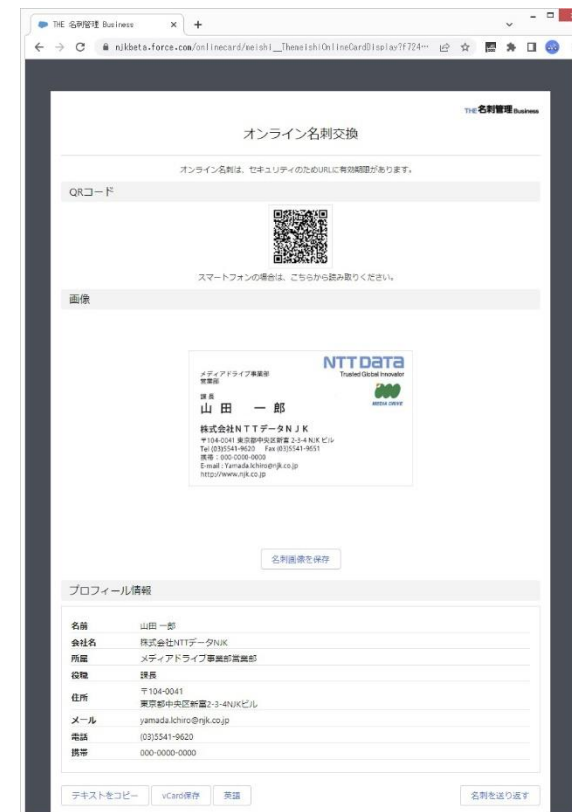 THE 名刺管理 Business
njkbeta.force.com/onlinecard/meishi__ThemeishiOnlineCardDisplay?f724…
THE 名刺管理 Business
オンライン名刺交換
オンライン名刺は、セキュリティのためURLに有効期限があります。
QRコード
スマートフォンの場合は、こちらから読み取りください。
画像
NTT DATA
Trusted Global Innovator
メディアドライブ事業部
営業部
MEDIA DRIVE
課長
山田 一郎
株式会社NTTデータNJK
〒104-0041 東京都中央区新富 2-3-4 NJK ビル
Tel (03)5541-9620 Fax (03)5541-9651
携帯:000-0000-0000
E-mail : Yamada.Ichiro@njk.co.jp
http://www.njk.co.jp
名刺画像を保存
プロフィール情報
名前 山田 一郎
会社名 株式会社NTTデータNJK
所属 メディアドライブ事業部営業部
役職 課長
住所 〒104-0041
東京都中央区新富2-3-4NJKビル
メール yamada.Ichiro@njk.co.jp
電話 (03)5541-9620
携帯 000-0000-0000
テキストをコピー vCard保存 英語 名刺を送り返す